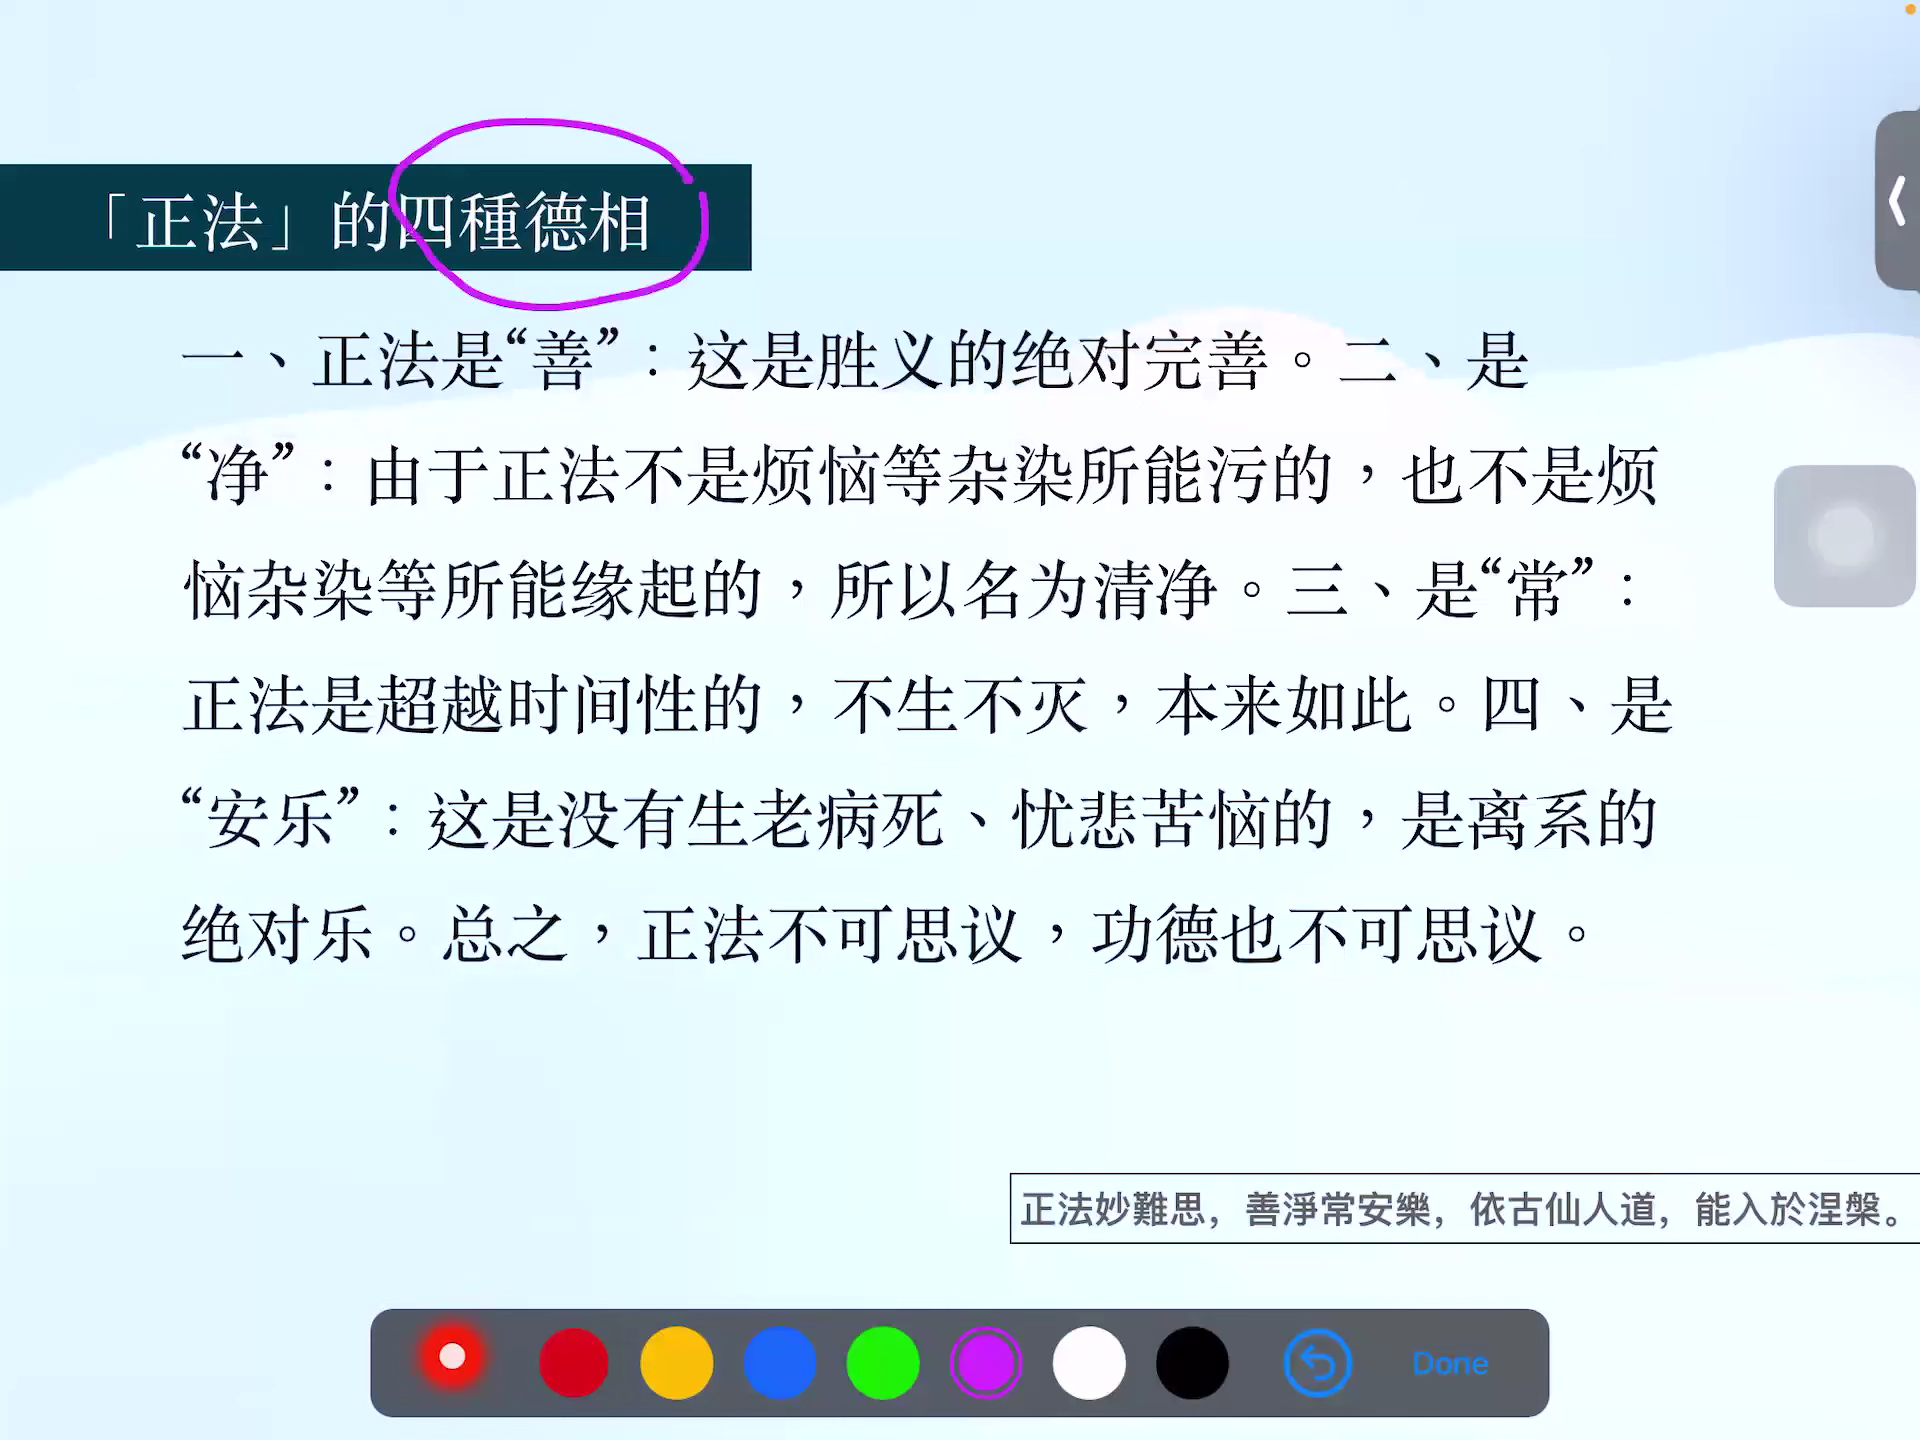 「正法」的四種德相
一、正法是“善”：这是胜义的绝对完善。二、是
“净”：由于正法不是烦恼等杂染所能污的，也不是烦
恼杂染等所能缘起的，所以名为清净。三、是“常”：
正法是超越时间性的，不生不灭，本来如此。四、是
“安乐”：这是没有生老病死、忧悲苦恼的，是离系的
绝对乐。总之，正法不可思议，功德也不可思议。
正法妙難思，善淨常安樂，依古仙人道，能入於涅槃。
Done